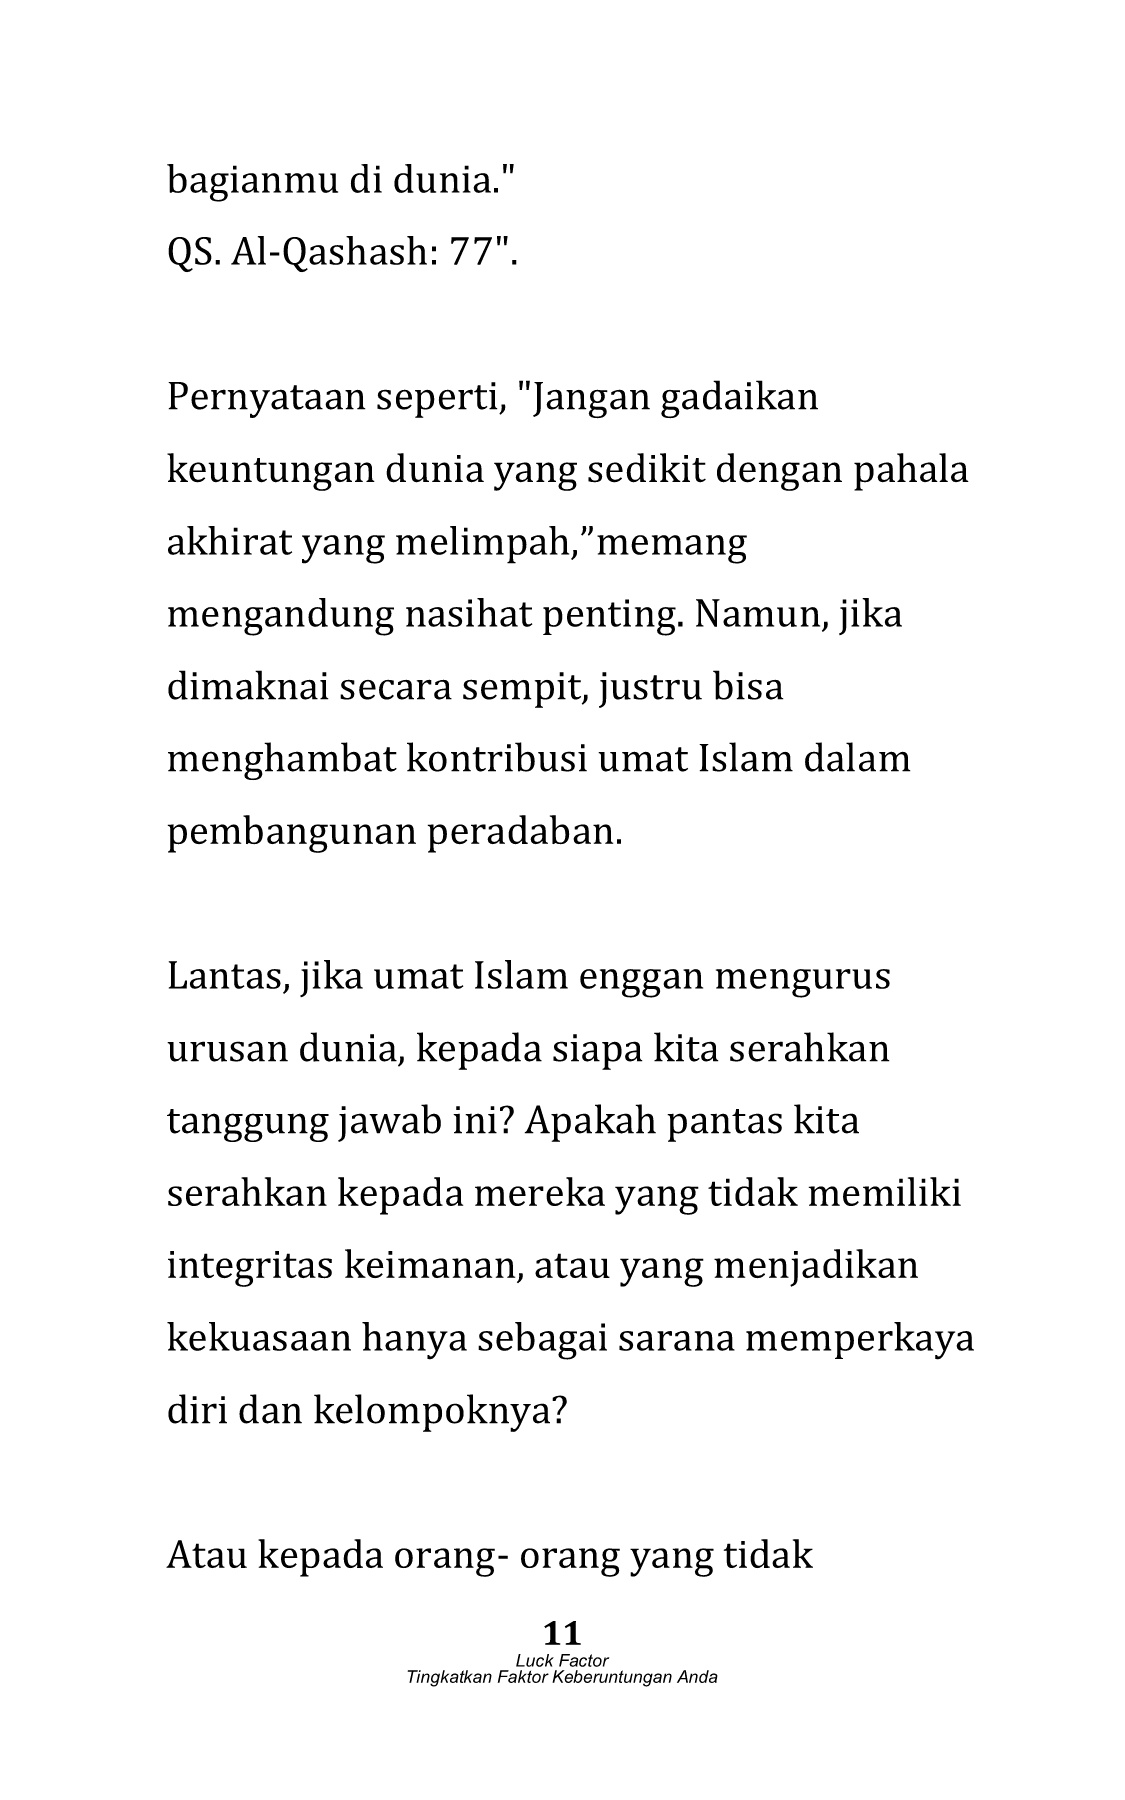 bagianmu di dunia."
QS. Al-Qashash: 77".
Pernyataan seperti, "Jangan gadaikan
keuntungan dunia yang sedikit dengan pahala
akhirat yang melimpah,”memang
mengandung nasihat penting. Namun, jika
dimaknai secara sempit, justru bisa
menghambat kontribusi umat Islam dalam
pembangunan peradaban.
Lantas, jika umat Islam enggan mengurus
urusan dunia, kepada siapa kita serahkan
tanggung jawab ini? Apakah pantas kita
serahkan kepada mereka yang tidak memiliki
integritas keimanan, atau yang menjadikan
kekuasaan hanya sebagai sarana memperkaya
diri dan kelompoknya?
Atau kepada orang- orang yang tidak
11
Luck Factor
Tingkatkan Faktor Keberuntungan Anda